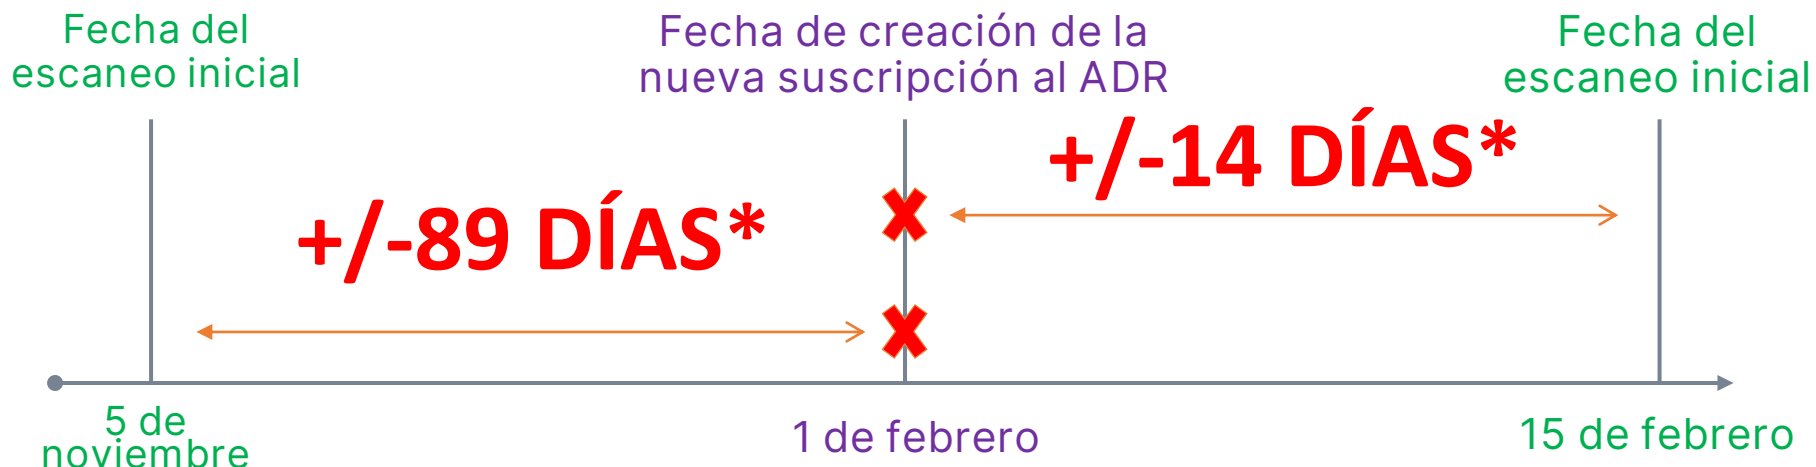 Fecha del
escaneo inicial
Fecha de creación de la
nueva suscripción al ADR
Fecha del
escaneo inicial
+/-14 DÍAS*
+/-89 DÍAS*
5 de
noviembre
1 de febrero
15 de febrero